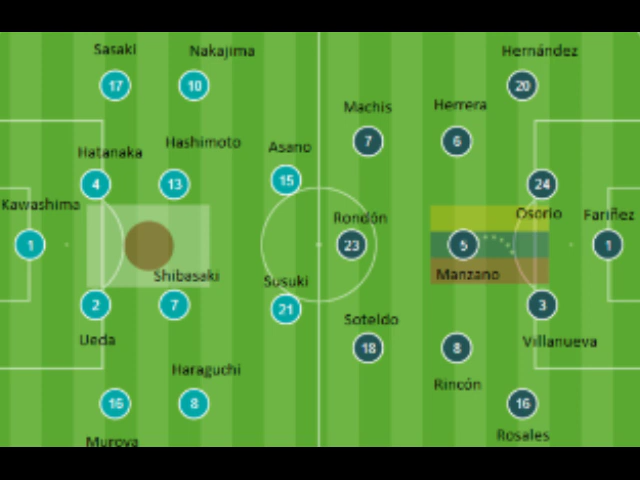 Sasaki Nakajima Hernández
17 10 20
Machis Herrera
7 6
Hatanaka Hashimoto Asano
4 13 15 24
Kawashima Rondón Osorio Fariñez
1 23 5 1
Shibasaki Susuki Manzano
2 7 21 3
Ueda Soteldo Villanueva
18 8
Haraguchi Rincón
16 8 16
Muroya Rosales